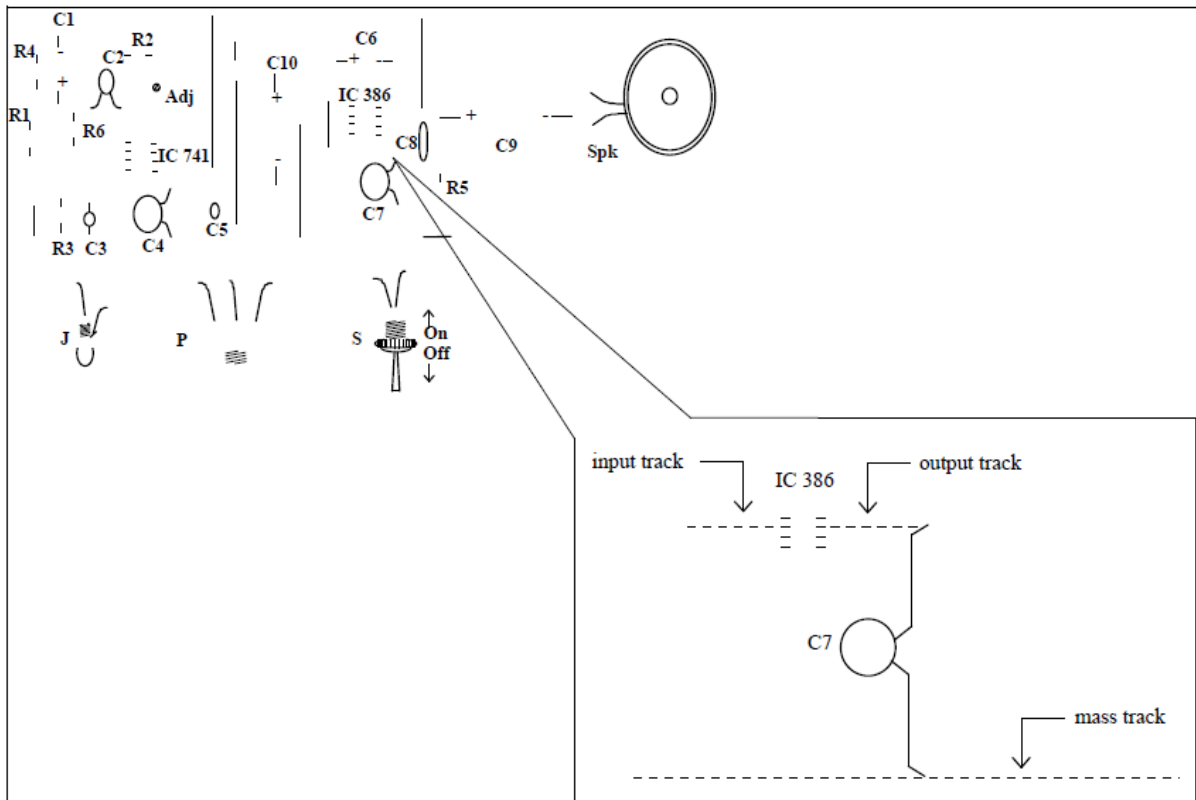 C1
R4
C2
R2
C6
C10
+
+
+
Adj
IC 386
R1
R6
+
IC 741
C8
C9
Spk
-
R5
C7
C5
R3
C3
C4
J
P
S
On
Off
input track
output track
IC 386
C7
mass track